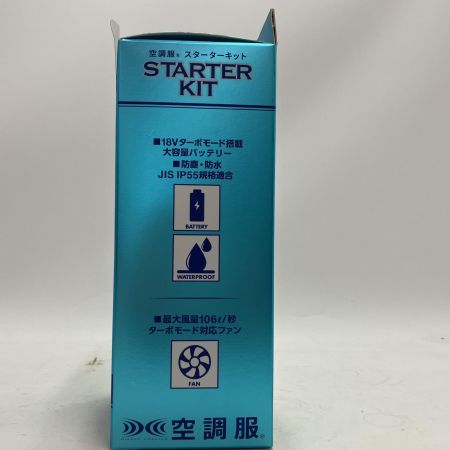 空調服® スターターキット
STARTER
KIT
■18Vターボモード搭載
大容量バッテリー
■防塵・防水
JIS IP55規格適合
BATTERY
WATERPROOF
■最大風量106ℓ/秒
ターボモード対応ファン
FAN
空調服®